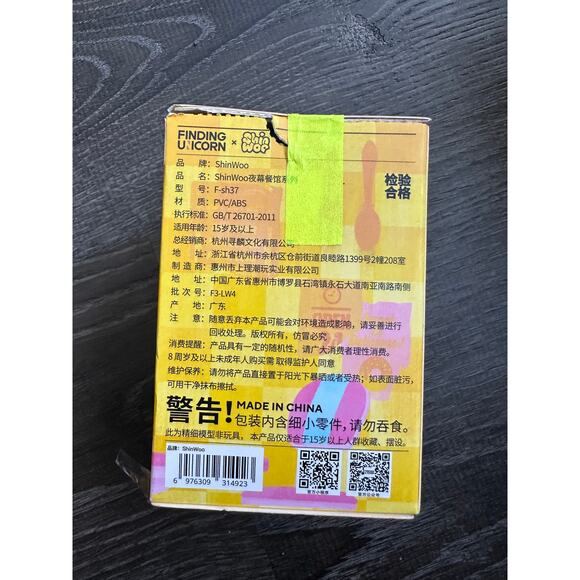 FINDING UNICORN × ShinWoo
品 牌：ShinWoo
品 名：ShinWoo夜幕餐馆系列
检验合格
型 号：F-sh37
材 质：PVC/ABS
执行标准：GB/T 26701-2011
适用年龄：15岁及以上
总经销商：杭州寻麟文化有限公司
地 址：浙江省杭州市余杭区仓前街道良睦路1399号2幢208室
制 造 商：惠州市上理潮玩实业有限公司
地 址：中国广东省惠州市博罗县石湾镇永石大道南亚南路南侧
批 次 号：F3-LW4
产 地：广东
注 意：随意丢弃本产品可能会对环境造成影响，请妥善进行
回收处理。版权所有，仿冒必究
消费提醒：产品具有一定的随机性，请广大消费者理性消费。
8 周岁及以上未成年人购买需 取得监护人同意
维护保养：请勿将产品直接置于阳光下暴晒或者受热；如表面脏污，
可用干净抹布擦拭。
警告！MADE IN CHINA
包装内含细小零件，请勿吞食。
此为精细模型非玩具，本产品仅适合于15岁以上人群收藏、摆设。
品牌：ShinWoo
6 976309 314923
官方小程序
官方公众号